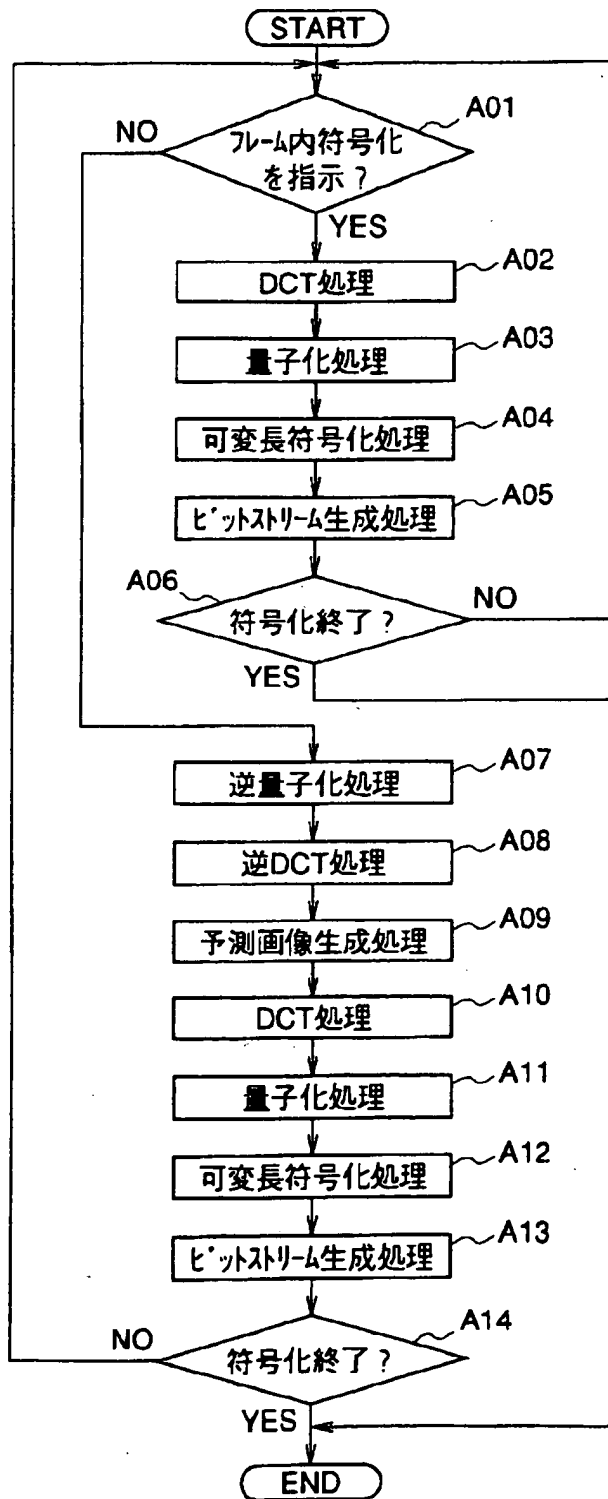 START
A01
NO
フレーム内符号化
を指示?
YES
A02
DCT処理
A03
量子化処理
A04
可変長符号化処理
A05
ビットストリーム生成処理
A06
NO
符号化終了?
YES
A07
逆量子化処理
A08
逆DCT処理
A09
予測画像生成処理
A10
DCT処理
A11
量子化処理
A12
可変長符号化処理
A13
ビットストリーム生成処理
A14
NO
符号化終了?
YES
END